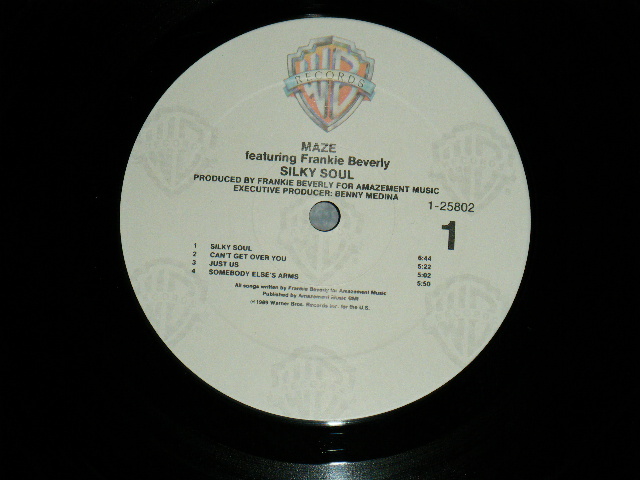 WB
RECORDS
MAZE
featuring Frankie Beverly
SILKY SOUL
PRODUCED BY FRANKIE BEVERLY FOR AMAZEMENT MUSIC
EXECUTIVE PRODUCER: BENNY MEDINA
1-25802
1
1 SILKY SOUL 6:44
2 CAN'T GET OVER YOU 5:22
3 JUST US 5:02
4 SOMEBODY ELSE'S ARMS 5:50
All songs written by Frankie Beverly for Amazement Music
Published by Amazement Music BMI
℗1989 Warner Bros. Records Inc. for the U.S.